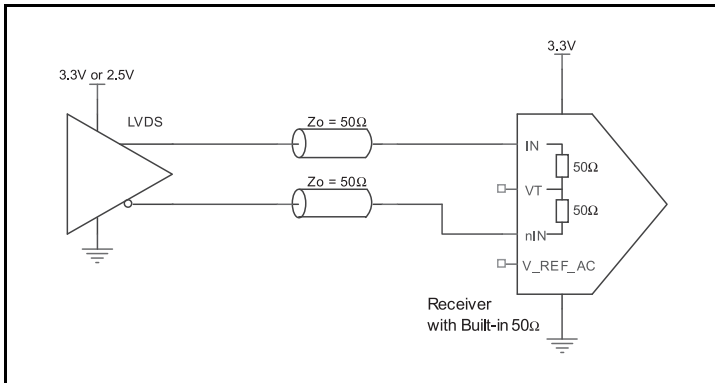 3.3V
3.3V or 2.5V
LVDS
Zo = 50Ω
IN
50Ω
Zo = 50Ω
VT
50Ω
nIN
V_REF_AC
Receiver
with Built-in 50Ω